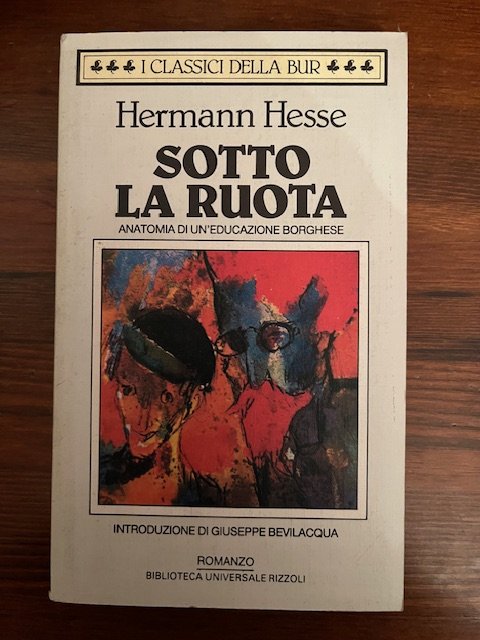 I CLASSICI DELLA BUR
Hermann Hesse
SOTTO
LA RUOTA
ANATOMIA DI UN'EDUCAZIONE BORGHESE
INTRODUZIONE DI GIUSEPPE BEVILACQUA
ROMANZO
BIBLIOTECA UNIVERSALE RIZZOLI